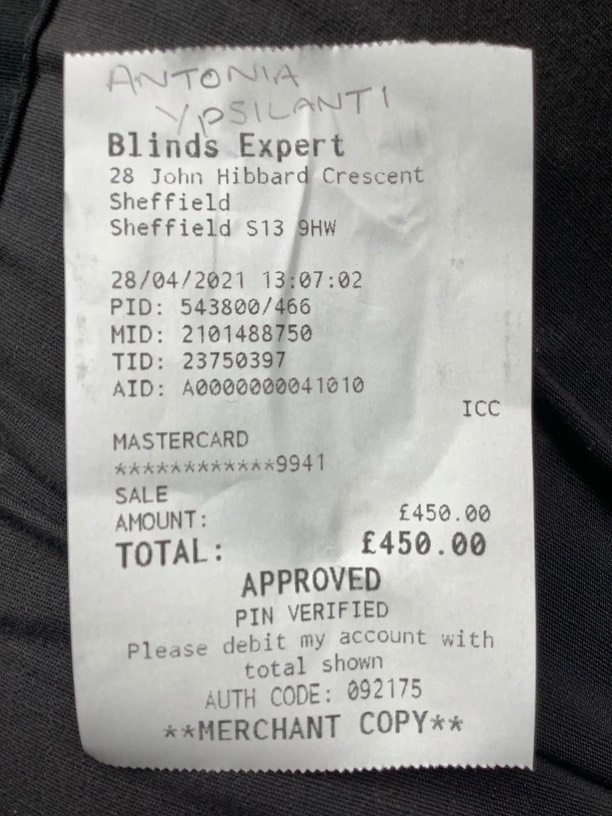 ANTONIA
YPSILANTI
Blinds Expert
28 John Hibbard Crescent
Sheffield
Sheffield S13 9HW
28/04/2021 13:07:02
PID: 543800/466
MID: 2101488750
TID: 23750397
AID: A0000000041010
ICC
MASTERCARD
************9941
SALE
AMOUNT: £450.00
TOTAL: £450.00
APPROVED
PIN VERIFIED
Please debit my account with
total shown
AUTH CODE: 092175
**MERCHANT COPY**